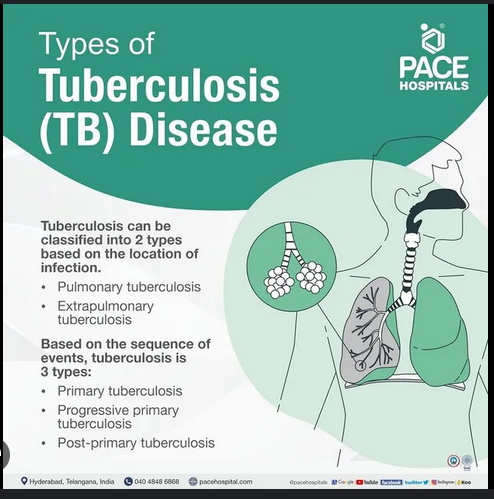 Types of
Tuberculosis
(TB) Disease
PACE
HOSPITALS
Tuberculosis can be
classified into 2 types
based on the location of
infection.
• Pulmonary tuberculosis
• Extrapulmonary
tuberculosis
Based on the sequence of
events, tuberculosis is
3 types:
• Primary tuberculosis
• Progressive primary
tuberculosis
• Post-primary tuberculosis
Hyderabad, Telangana, India 040 4848 6868 pacehospital.com @pacehospitals Google YouTube facebook twitter Instagram Koo